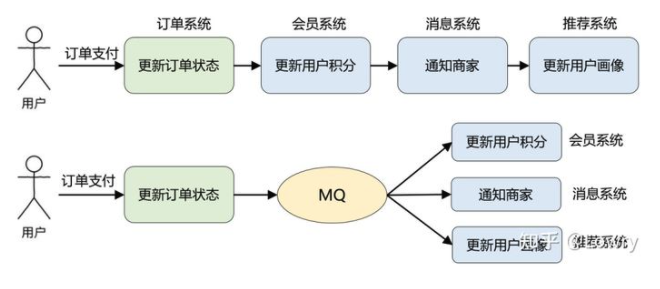 订单系统 会员系统 消息系统 推荐系统
订单支付 更新订单状态 更新用户积分 通知商家 更新用户画像
用户
更新用户积分 会员系统
订单支付 更新订单状态 MQ 通知商家 消息系统
用户
更新用户画像 推荐系统
知乎